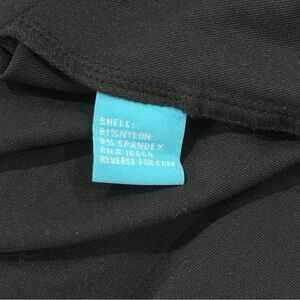 SHELL:
91%NYLON
9% SPANDEX
RN# 16869
REVERSE FOR CARE